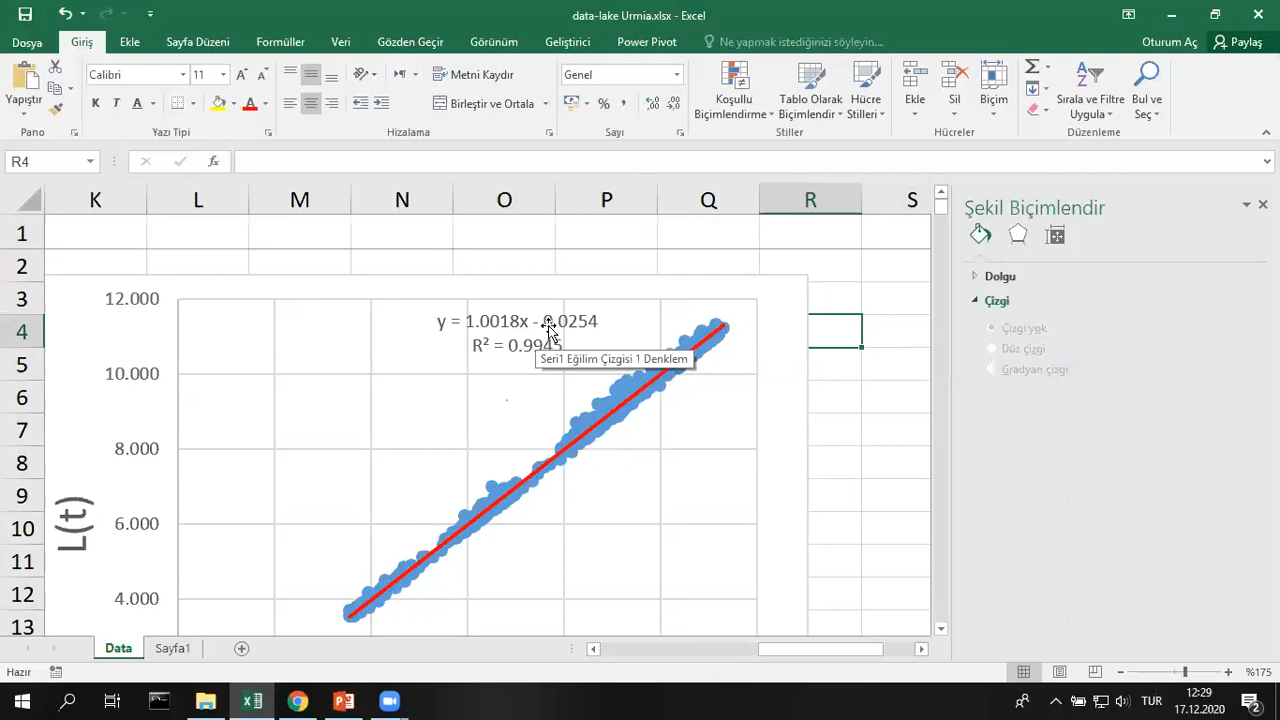 data-lake Urmia.xlsx - Excel
Dosya Giriş Ekle Sayfa Düzeni Formüller Veri Gözden Geçir Görünüm Geliştirici Power Pivot Ne yapmak istediğinizi söyleyin... Oturum Aç Paylaş
Yapıştır
Calibri 11
K T A
A A
Metni Kaydır
Birleştir ve Ortala
Genel
%
Koşullu Biçimlendirme
Tablo Olarak Biçimlendir
Hücre Stilleri
Ekle Sil Biçim
Sırala ve Filtre Uygula
Bul ve Seç
Pano Yazı Tipi Hizalama Sayı Stiller Hücreler Düzenleme
R4 fx
K L M N O P Q R S
1
2
3
4
5
6
7
8
9
10
11
12
13
12.000
10.000
8.000
6.000
4.000
L(t)
y = 1.0018x - 0.0254
R² = 0.9945
Seri1 Eğilim Çizgisi 1 Denklem
Şekil Biçimlendir
Dolgu
Çizgi
Çizgi yok
Düz çizgi
Gradyan çizgi
Data Sayfa1
Hazır %175
TUR 12:29
17.12.2020
2